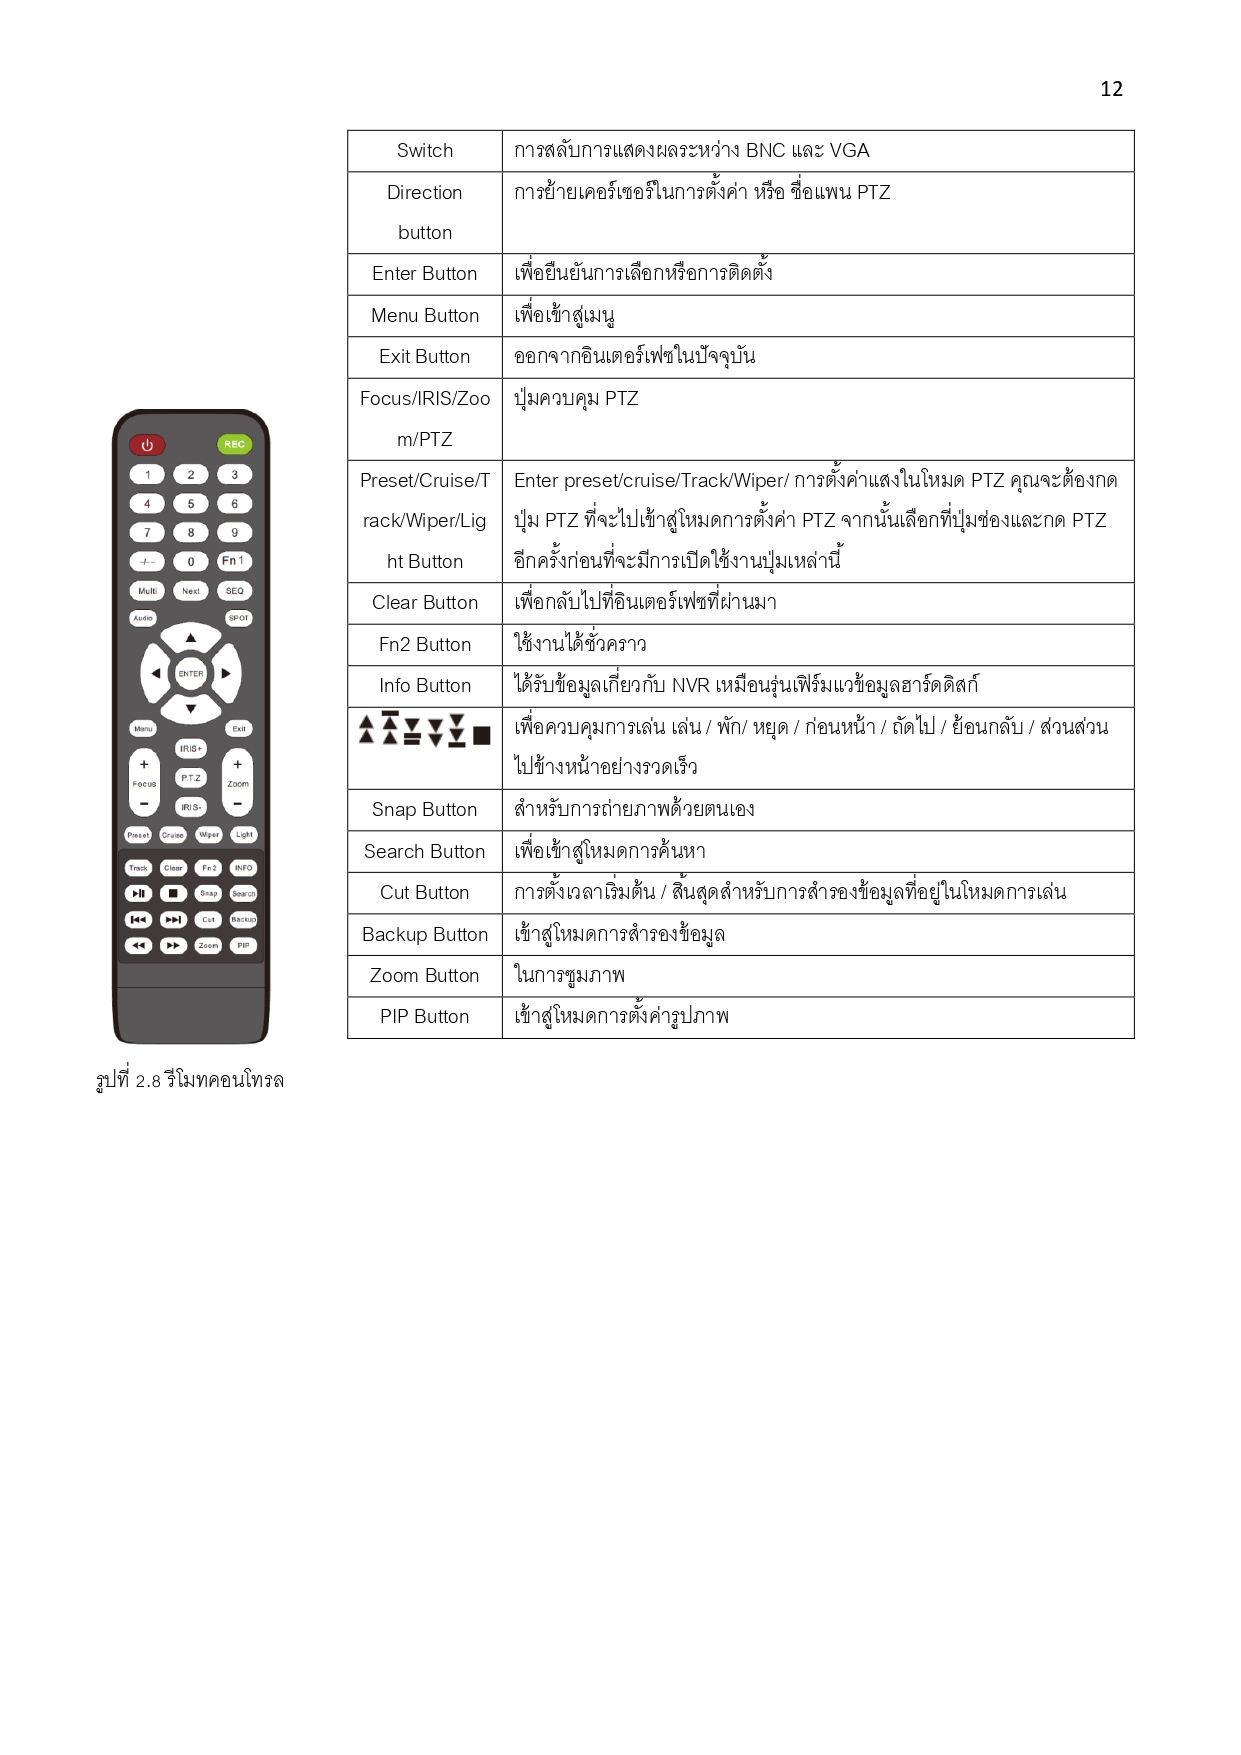 12
Switch การสลับการแสดงผลระหว่าง BNC และ VGA
Direction การย้ายเคอร์เซอร์ในการตั้งค่า หรือ ชื่อแพน PTZ
button
Enter Button เพื่อยืนยันการเลือกหรือการติดตั้ง
Menu Button เพื่อเข้าสู่เมนู
Exit Button ออกจากอินเตอร์เฟซในปัจจุบัน
Focus/IRIS/Zoo ปุ่มควบคุม PTZ
m/PTZ
Preset/Cruise/T Enter preset/cruise/Track/Wiper/ การตั้งค่าแสงในโหมด PTZ คุณจะต้องกด
rack/Wiper/Lig ปุ่ม PTZ ที่จะไปเข้าสู่โหมดการตั้งค่า PTZ จากนั้นเลือกที่ปุ่มช่องและกด PTZ
ht Button อีกครั้งก่อนที่จะมีการเปิดใช้งานปุ่มเหล่านี้
Clear Button เพื่อกลับไปที่อินเตอร์เฟซที่ผ่านมา
Fn2 Button ใช้งานได้ชั่วคราว
Info Button ได้รับข้อมูลเกี่ยวกับ NVR เหมือนรุ่นเฟิร์มแวข้อมูลฮาร์ดดิสก์
เพื่อควบคุมการเล่น เล่น / พัก/ หยุด / ก่อนหน้า / ถัดไป / ย้อนกลับ / ส่วนส่วน
ไปข้างหน้าอย่างรวดเร็ว
Snap Button สำหรับการถ่ายภาพด้วยตนเอง
Search Button เพื่อเข้าสู่โหมดการค้นหา
Cut Button การตั้งเวลาเริ่มต้น / สิ้นสุดสำหรับการสำรองข้อมูลที่อยู่ในโหมดการเล่น
Backup Button เข้าสู่โหมดการสำรองข้อมูล
Zoom Button ในการซูมภาพ
PIP Button เข้าสู่โหมดการตั้งค่ารูปภาพ
REC
1 2 3
4 5 6
7 8 9
-/-- 0 Fn1
Multi Next SEQ
Audio SPOT
ENTER
Menu Exit
IRIS+
+ +
Focus P.T.Z Zoom
− IRIS- −
Preset Cruise Wiper Light
Track Clear Fn2 INFO
Snap Search
Cut Backup
Zoom PIP
รูปที่ 2.8 รีโมทคอนโทรล